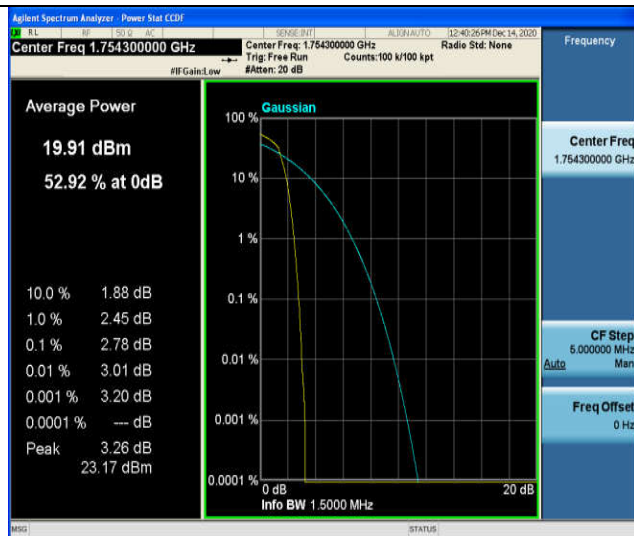 Agilent Spectrum Analyzer - Power Stat CCDF
RL RF 50 Ω AC SENSE:INT ALIGN AUTO 12:40:26 PM Dec 14, 2020
Center Freq 1.754300000 GHz
Center Freq: 1.754300000 GHz Radio Std: None
Trig: Free Run Counts:100 k/100 kpt
#IFGain:Low #Atten: 20 dB
Frequency
Average Power
19.91 dBm
52.92 % at 0dB
10.0 % 1.88 dB
1.0 % 2.45 dB
0.1 % 2.78 dB
0.01 % 3.01 dB
0.001 % 3.20 dB
0.0001 % --- dB
Peak 3.26 dB
23.17 dBm
Gaussian
100 %
10 %
1 %
0.1 %
0.01 %
0.001 %
0.0001 %
0 dB 20 dB
Info BW 1.5000 MHz
Center Freq
1.754300000 GHz
CF Step
5.000000 MHz
Auto Man
Freq Offset
0 Hz
MSG STATUS